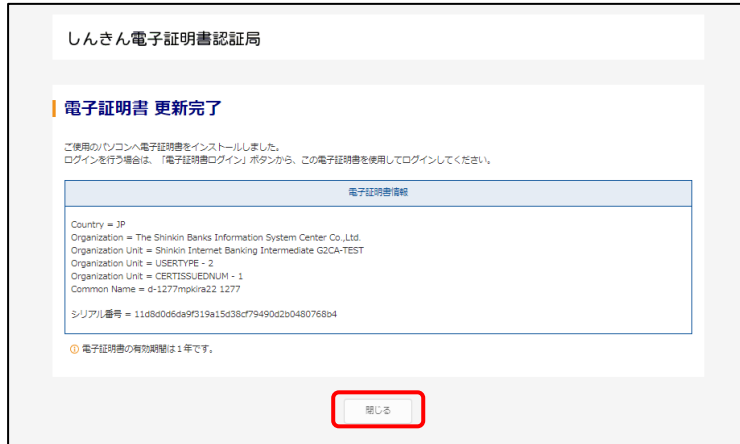 しんきん電子証明書認証局
電子証明書 更新完了
ご使用のパソコンへ電子証明書をインストールしました。
ログインを行う場合は、「電子証明書ログイン」ボタンから、この電子証明書を使用してログインしてください。
電子証明書情報
Country = JP
Organization = The Shinkin Banks Information System Center Co.,Ltd.
Organization Unit = Shinkin Internet Banking Intermediate G2CA-TEST
Organization Unit = USERTYPE - 2
Organization Unit = CERTISSUEDNUM - 1
Common Name = d-1277mpkira22 1277
シリアル番号 = 11d8d0d6da9f319a15d38cf79490d2b0480768b4
電子証明書の有効期間は1年です。
閉じる